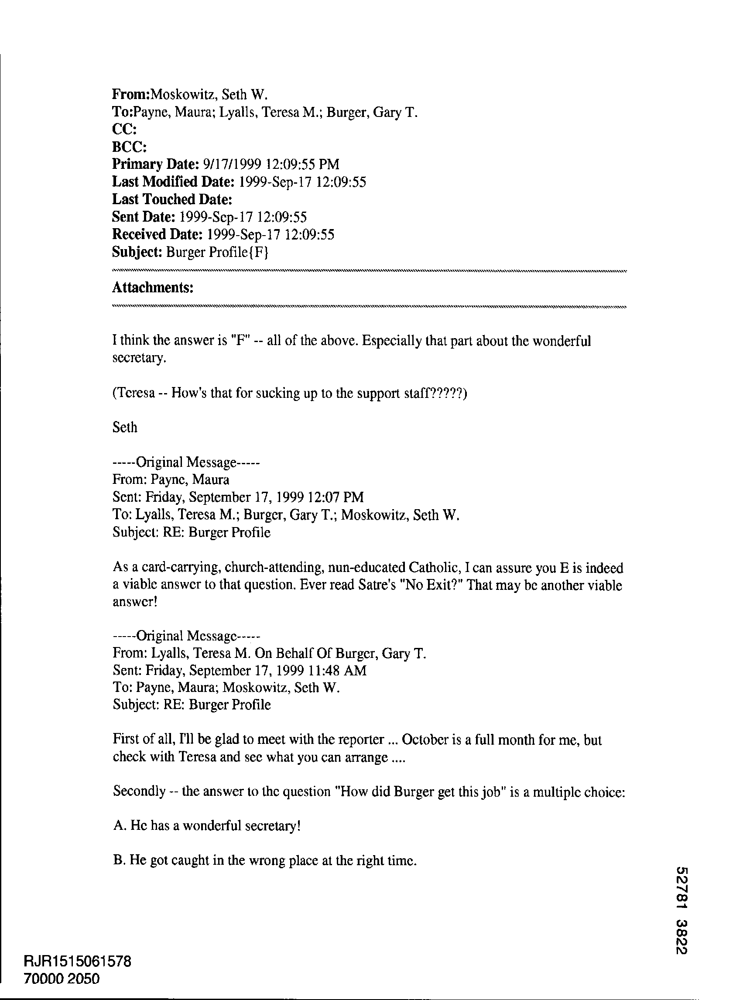 From:Moskowitz, Seth W.
To:Payne, Maura; Lyalls, Teresa M.; Burger, Gary T.
CC:
BCC:
Primary Date: 9/17/1999 12:09:55 PM
Last Modified Date: 1999-Sep-17 12:09:55
Last Touched Date:
Sent Date: 1999-Sep-17 12:09:55
Received Date: 1999-Sep-17 12:09:55
Subject: Burger Profile{F}
Attachments:
I think the answer is "F" -- all of the above. Especially that part about the wonderful
secretary.
(Teresa -- How's that for sucking up to the support staff?????)
Seth
-----Original Message-----
From: Payne, Maura
Sent: Friday, September 17, 1999 12:07 PM
To: Lyalls, Teresa M.; Burger, Gary T.; Moskowitz, Seth W.
Subject: RE: Burger Profile
As a card-carrying, church-attending, nun-educated Catholic, I can assure you E is indeed
a viable answer to that question. Ever read Satre's "No Exit?" That may be another viable
answer!
-----Original Message-----
From: Lyalls, Teresa M. On Behalf Of Burger, Gary T.
Sent: Friday, September 17, 1999 11:48 AM
To: Payne, Maura; Moskowitz, Seth W.
Subject: RE: Burger Profile
First of all, I'll be glad to meet with the reporter ... October is a full month for me, but
check with Teresa and see what you can arrange ....
Secondly -- the answer to the question "How did Burger get this job" is a multiple choice:
A. He has a wonderful secretary!
B. He got caught in the wrong place at the right time.
52781 3822
RJR1515061578
70000 2050